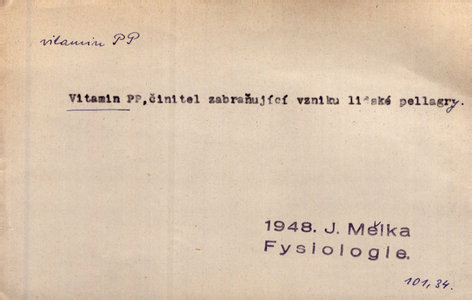 vitamin PP
Vitamin PP,činitel zabraňující vzniku lidské pellagry.
1948. J. Mělka
Fysiologie.
101,34.